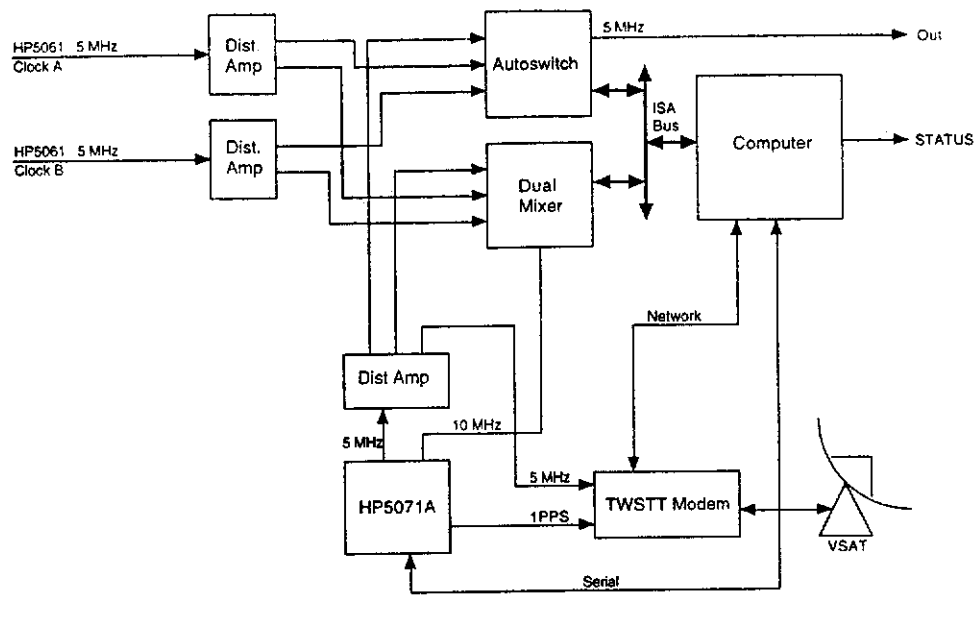 HP5061 5 MHz
Clock A
Dist.
Amp
Autoswitch
5 MHz
Out
ISA
Bus
Computer
STATUS
HP5061 5 MHz
Clock B
Dist.
Amp
Dual
Mixer
Network
Dist Amp
5 MHz
10 MHz
HP5071A
5 MHz
1PPS
TWSTT Modem
VSAT
Serial